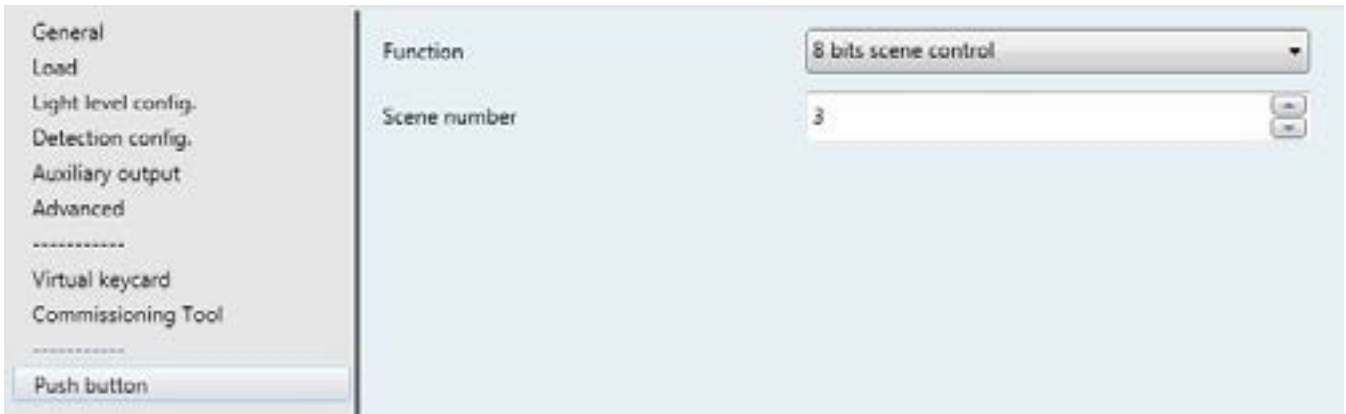 General
Load
Light level config.
Detection config.
Auxiliary output
Advanced
-----------
Virtual keycard
Commissioning Tool
-----------
Push button
Function
8 bits scene control
Scene number
3